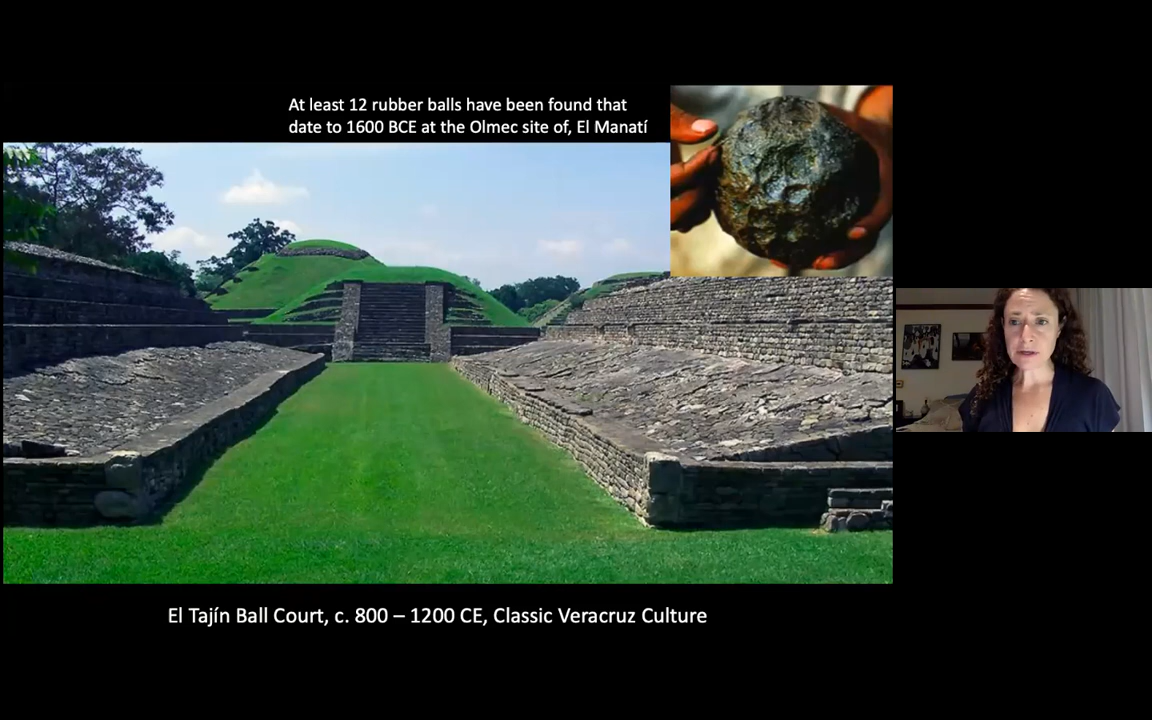 At least 12 rubber balls have been found that
date to 1600 BCE at the Olmec site of, El Manatí
El Tajín Ball Court, c. 800 – 1200 CE, Classic Veracruz Culture